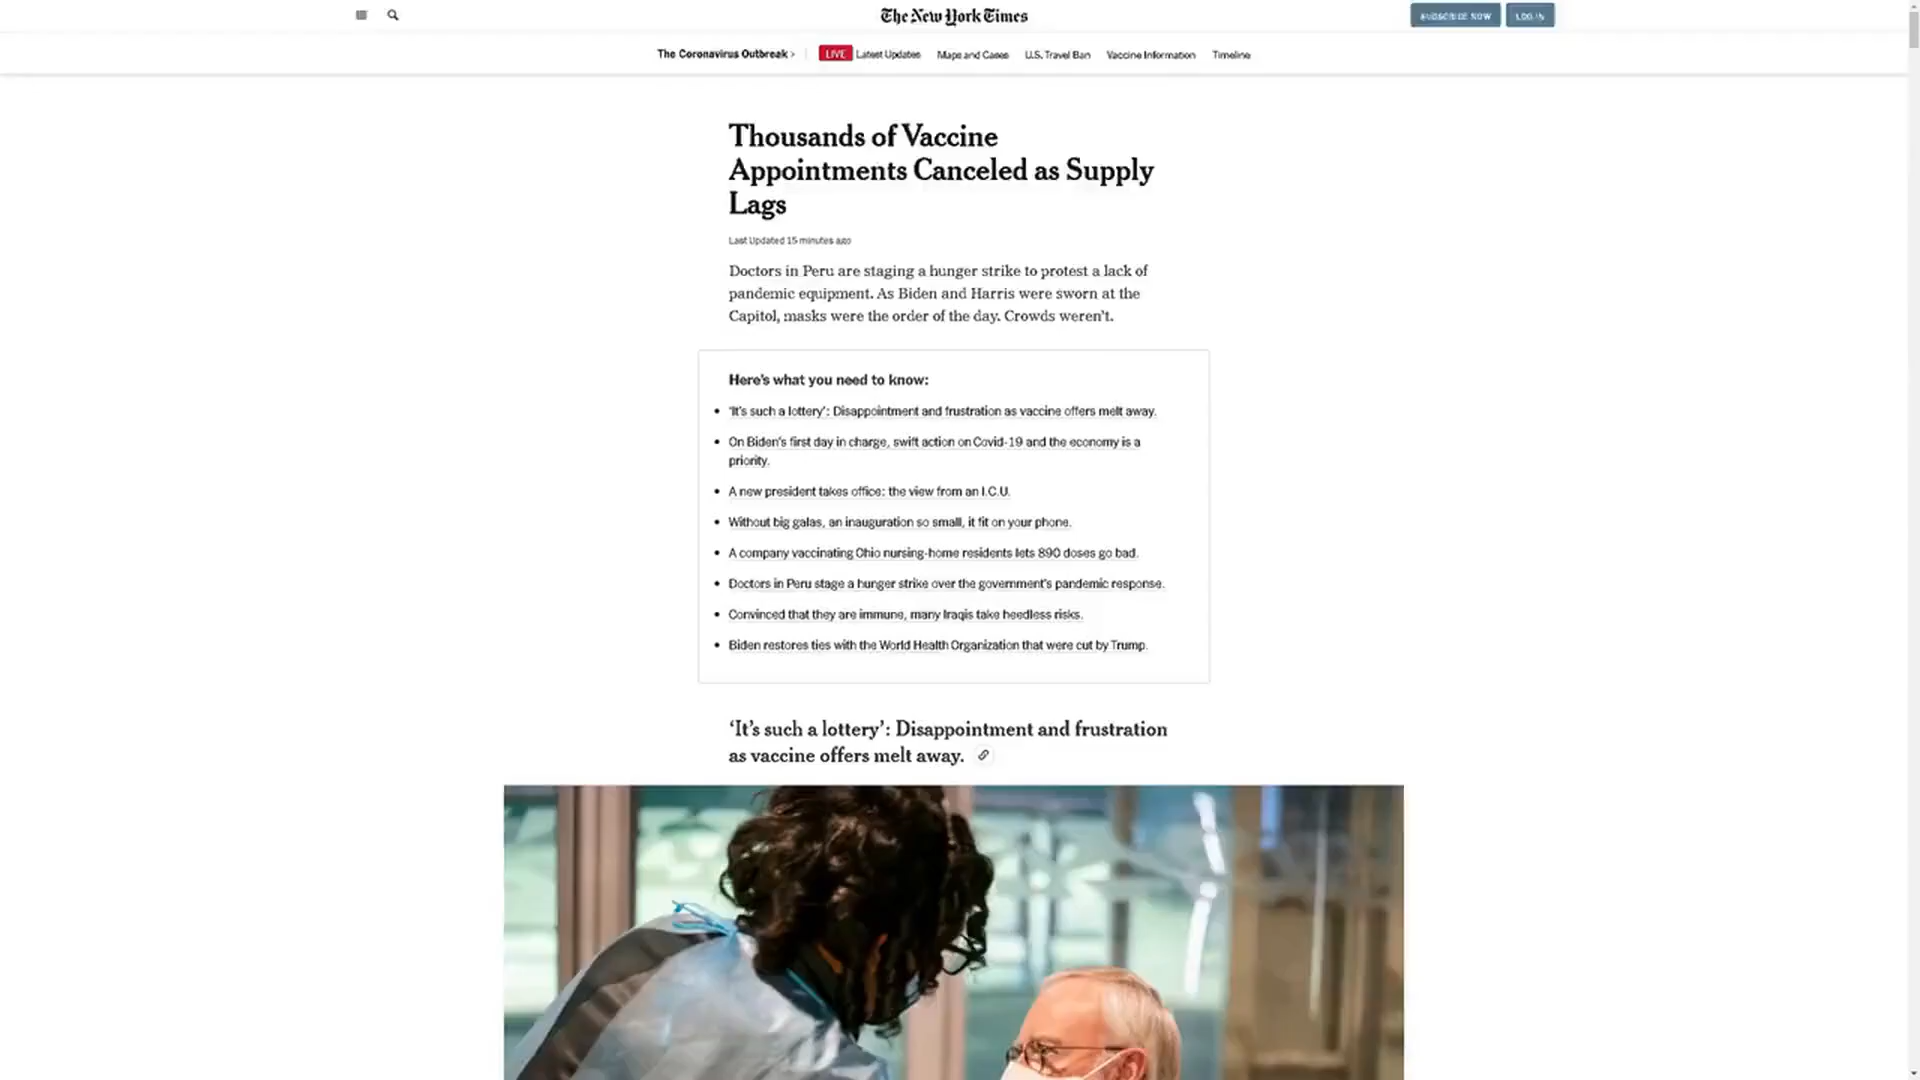 The New York Times
SUBSCRIBE NOW
LOG IN
The Coronavirus Outbreak ›
LIVE Latest Updates
Maps and Cases
U.S. Travel Ban
Vaccine Information
Timeline
Thousands of Vaccine
Appointments Canceled as Supply
Lags
Last Updated 15 minutes ago
Doctors in Peru are staging a hunger strike to protest a lack of
pandemic equipment. As Biden and Harris were sworn at the
Capitol, masks were the order of the day. Crowds weren’t.
Here’s what you need to know:
• ‘It’s such a lottery’: Disappointment and frustration as vaccine offers melt away.
• On Biden’s first day in charge, swift action on Covid-19 and the economy is a
priority.
• A new president takes office: the view from an I.C.U.
• Without big galas, an inauguration so small, it fit on your phone.
• A company vaccinating Ohio nursing-home residents lets 890 doses go bad.
• Doctors in Peru stage a hunger strike over the government’s pandemic response.
• Convinced that they are immune, many Iraqis take heedless risks.
• Biden restores ties with the World Health Organization that were cut by Trump.
‘It’s such a lottery’: Disappointment and frustration
as vaccine offers melt away.